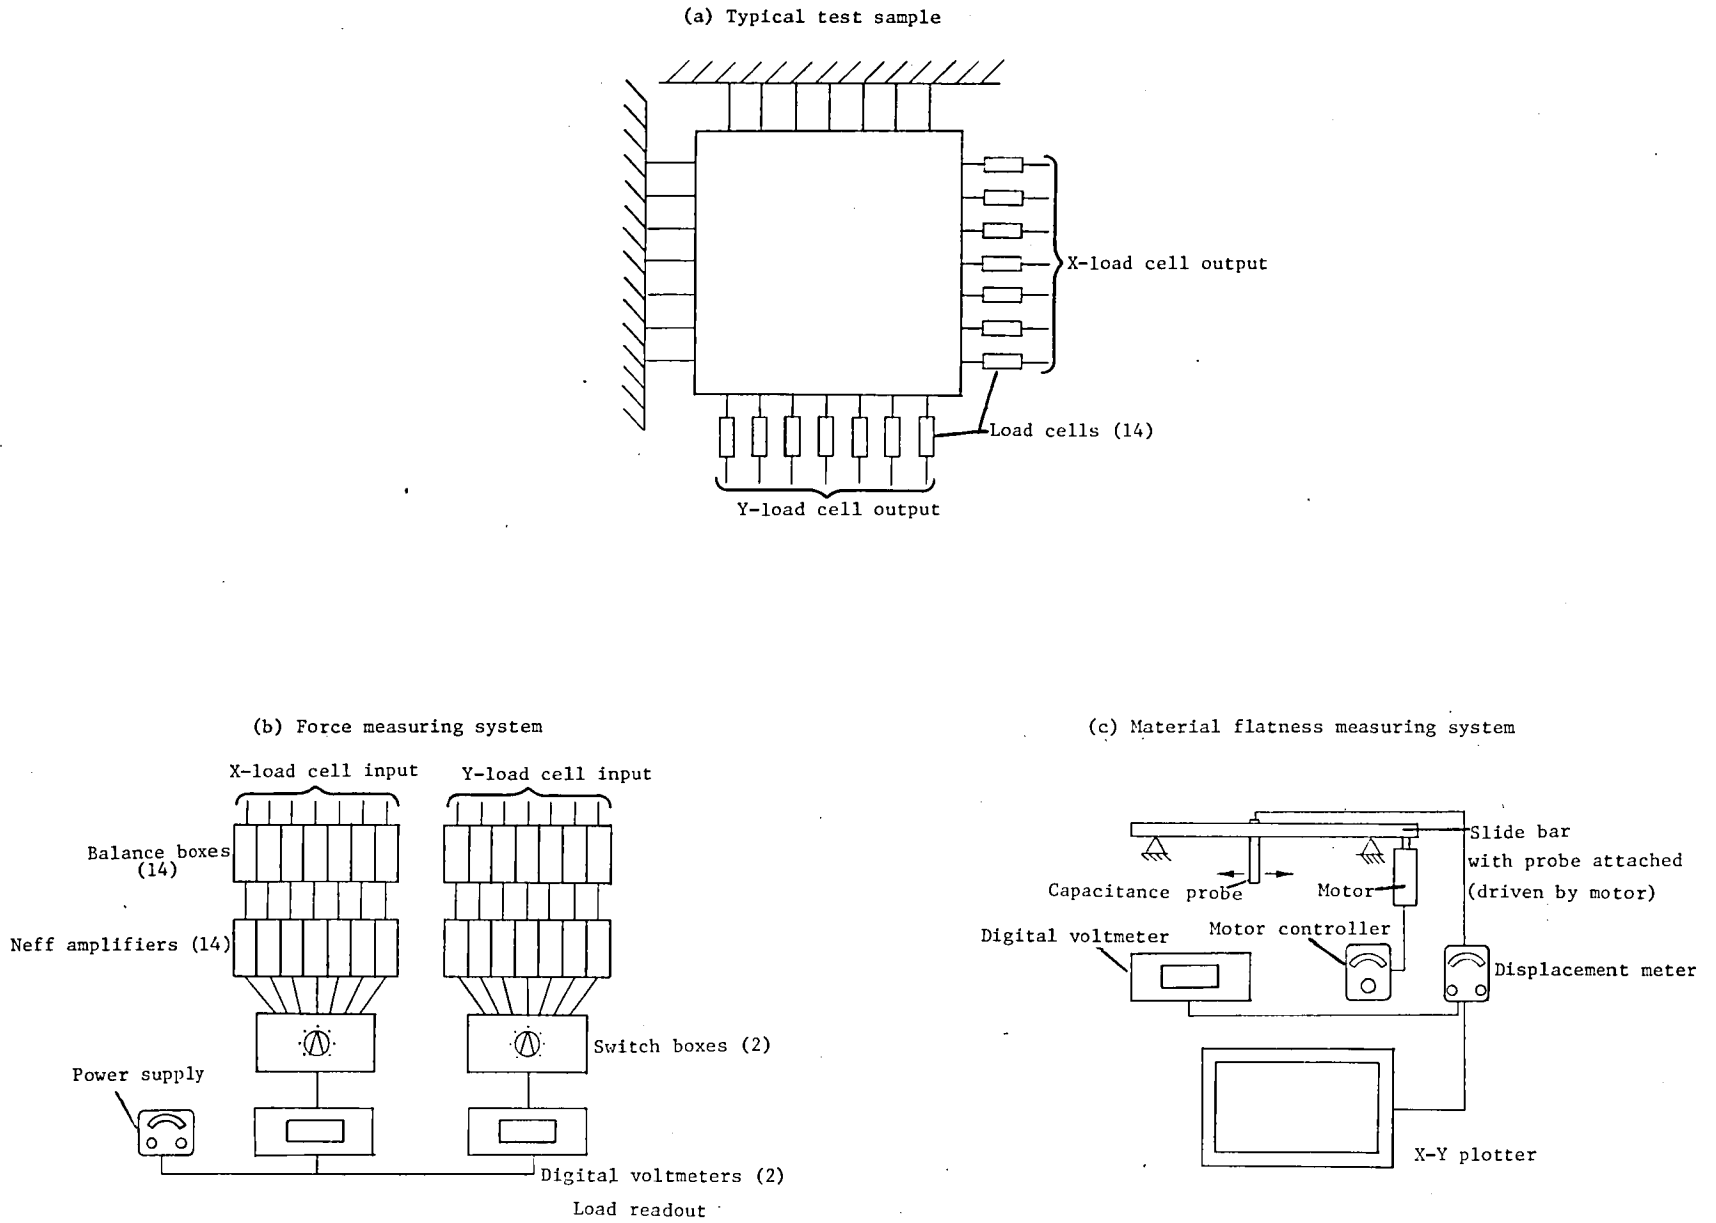 (a) Typical test sample
X-load cell output
Load cells (14)
Y-load cell output
(b) Force measuring system
X-load cell input
Y-load cell input
Balance boxes
(14)
Neff amplifiers (14)
Switch boxes (2)
Power supply
Digital voltmeters (2)
Load readout
(c) Material flatness measuring system
Slide bar
with probe attached
(driven by motor)
Capacitance probe
Motor
Motor controller
Digital voltmeter
Displacement meter
X-Y plotter